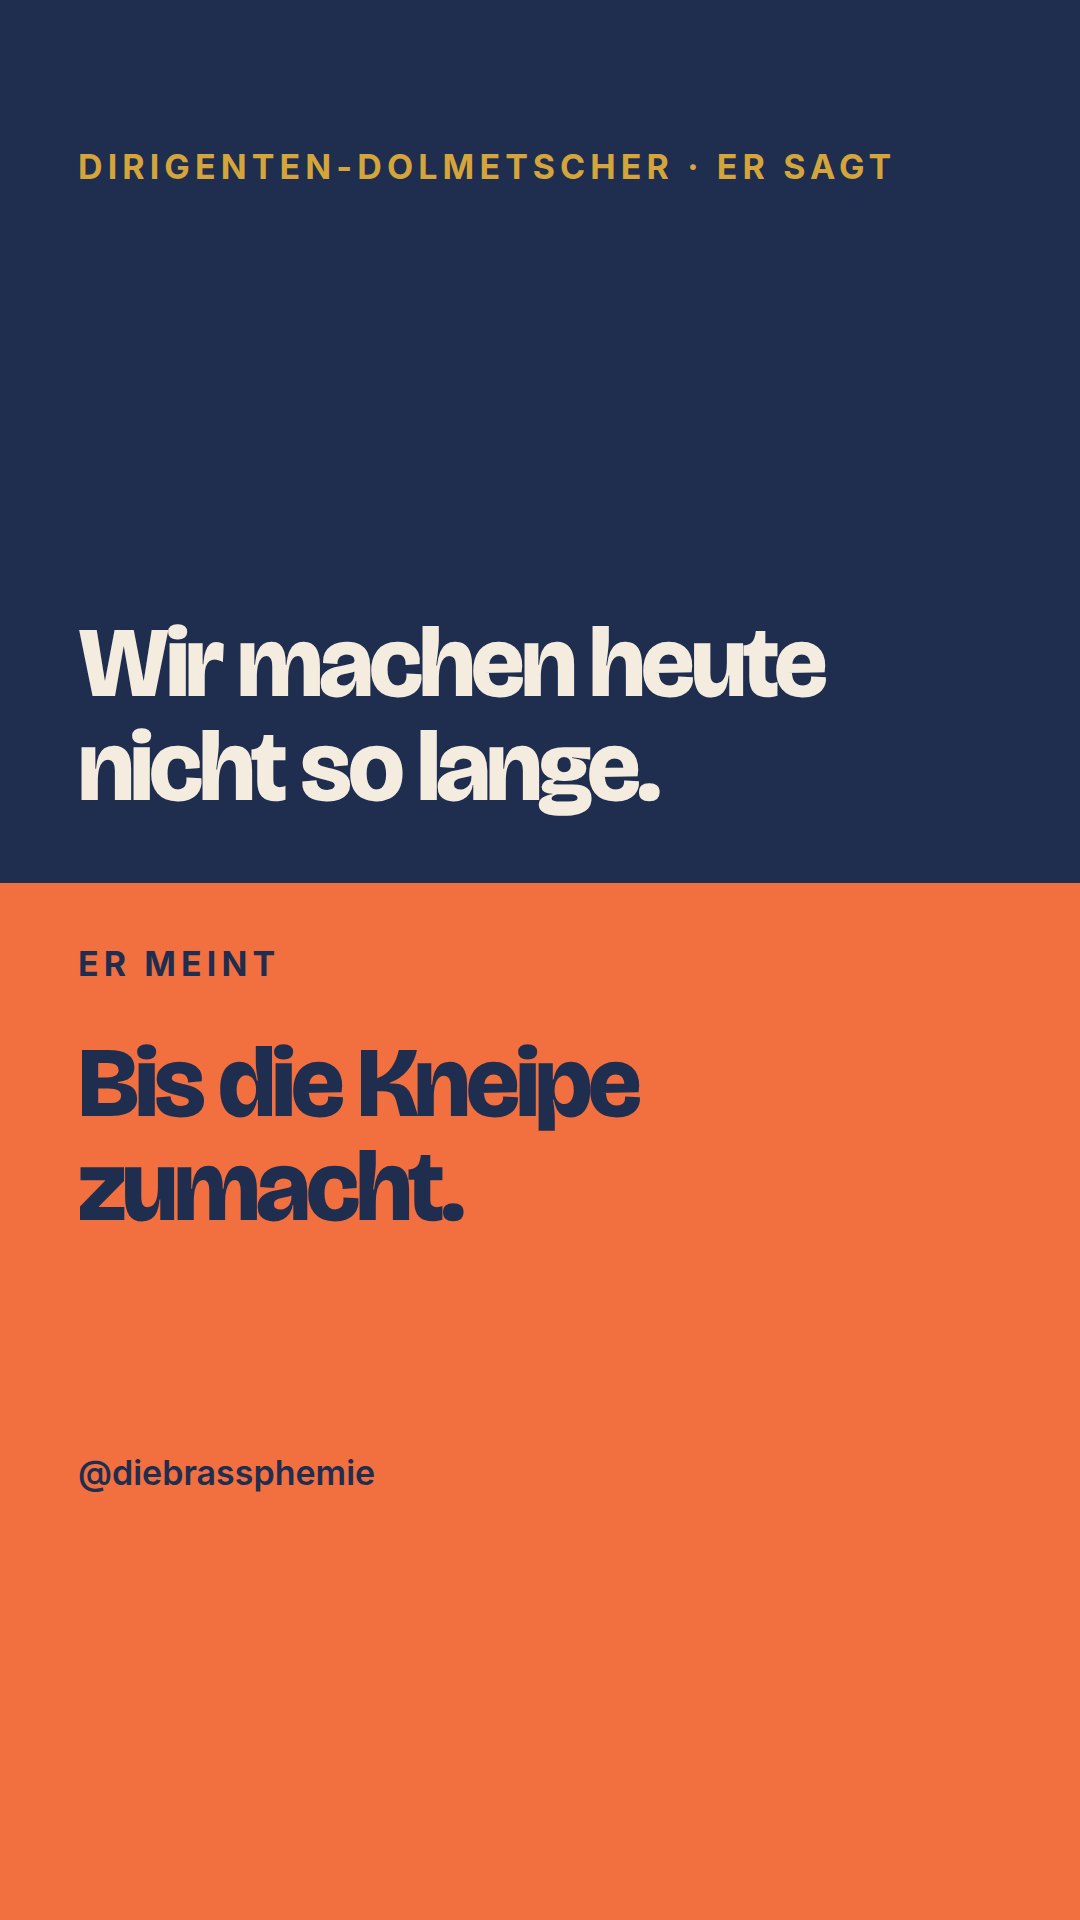 DIRIGENTEN-DOLMETSCHER · ER SAGT
Wir machen heute
nicht so lange.
ER MEINT
Bis die Kneipe
zumacht.
@diebrassphemie